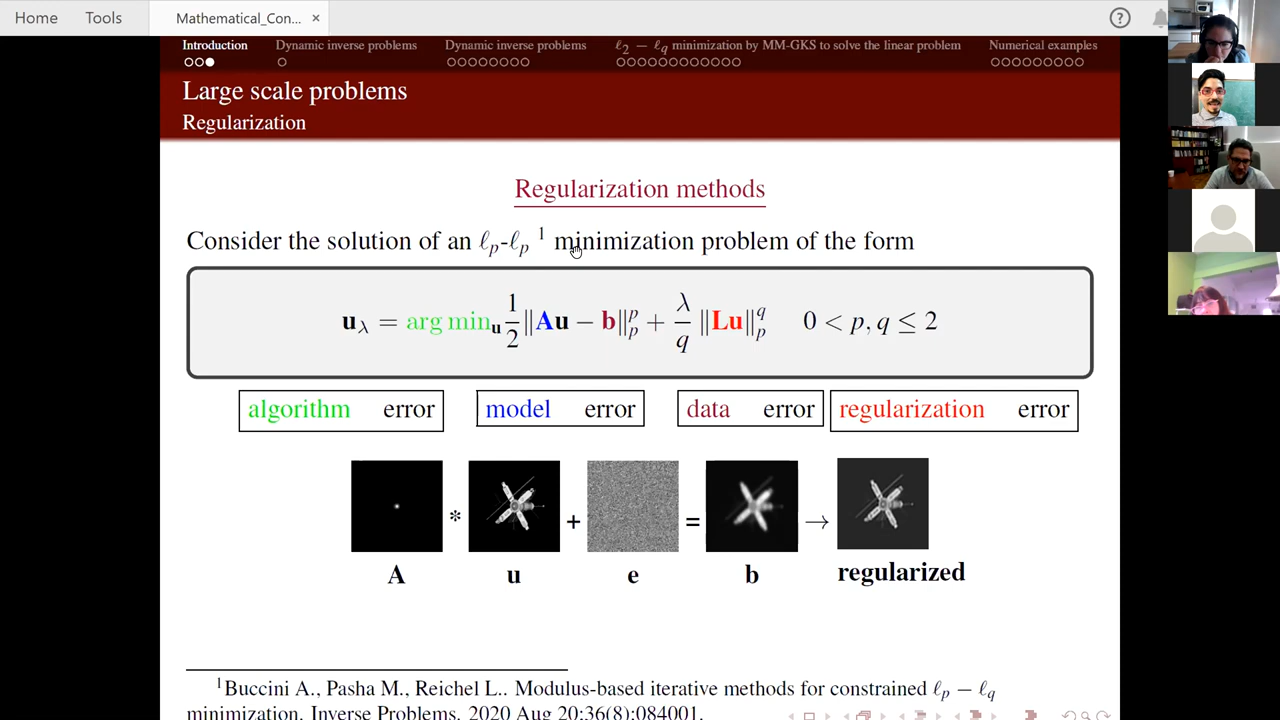 Home Tools Mathematical_Con... × ?
Introduction Dynamic inverse problems Dynamic inverse problems ℓ₂ − ℓq minimization by MM-GKS to solve the linear problem Numerical examples
Large scale problems
Regularization
Regularization methods
Consider the solution of an ℓp-ℓp ¹ minimization problem of the form
u_λ = arg min_u 1/2 ‖Au − b‖_p^p + λ/q ‖Lu‖_p^q 0 < p, q ≤ 2
algorithm error model error data error regularization error
* + = →
A u e b regularized
¹Buccini A., Pasha M., Reichel L.. Modulus-based iterative methods for constrained ℓp − ℓq
minimization. Inverse Problems. 2020 Aug 20;36(8):084001.